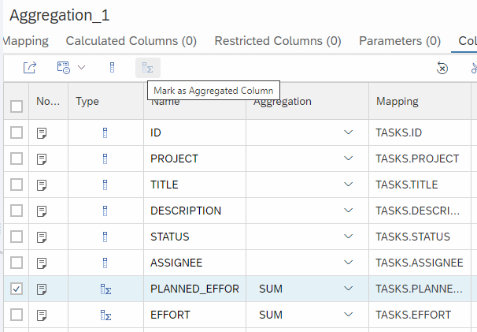 Aggregation_1
Mapping Calculated Columns (0) Restricted Columns (0) Parameters (0) Col
Mark as Aggregated Column
No... Type Name Aggregation Mapping
ID TASKS.ID
PROJECT TASKS.PROJECT
TITLE TASKS.TITLE
DESCRIPTION TASKS.DESCRI...
STATUS TASKS.STATUS
ASSIGNEE TASKS.ASSIGNEE
PLANNED_EFFOR SUM TASKS.PLANNE...
EFFORT SUM TASKS.EFFORT